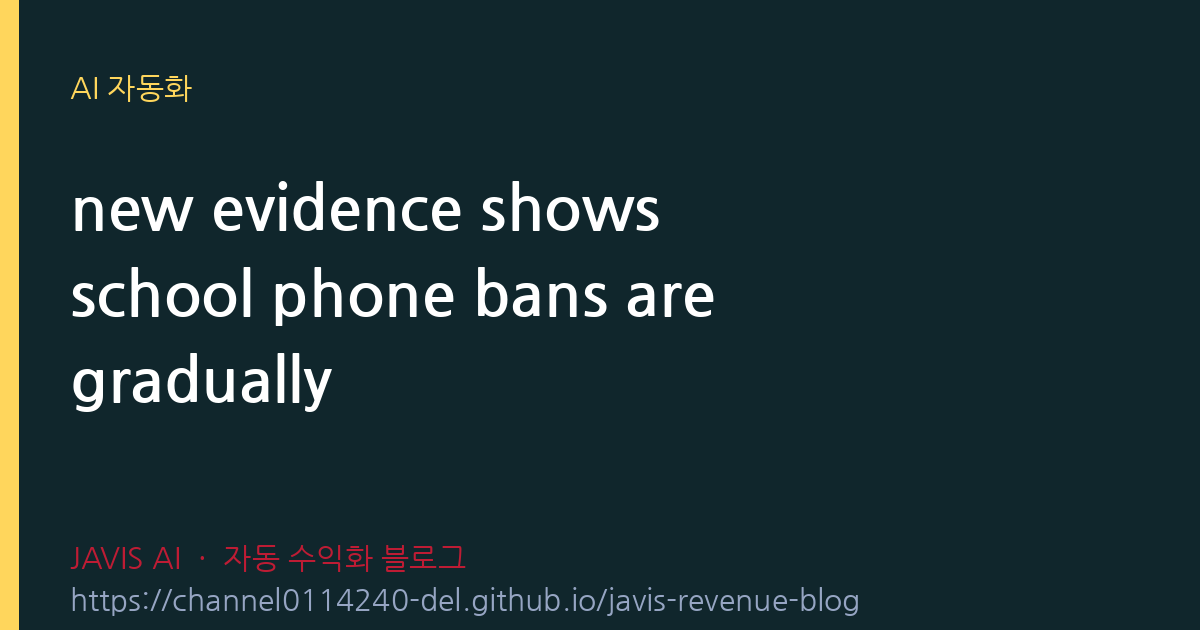 AI 자동화
new evidence shows
school phone bans are
gradually
JAVIS AI · 자동 수익화 블로그
https://channel0114240-del.github.io/javis-revenue-blog